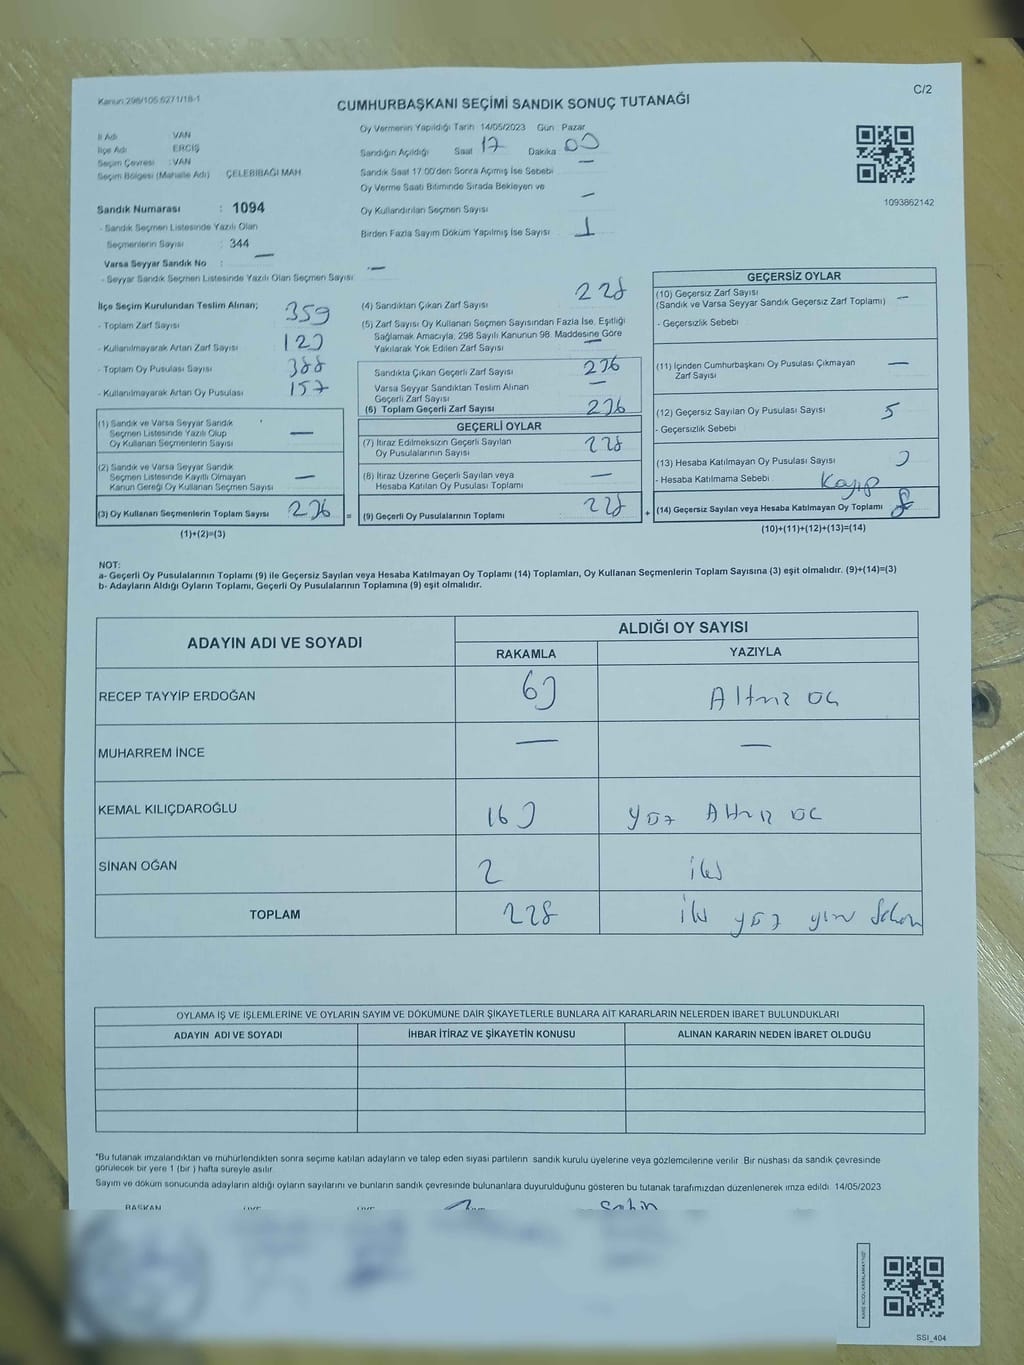 Kanun:298/105.6271/18-1
C/2
CUMHURBAŞKANI SEÇİMİ SANDIK SONUÇ TUTANAĞI
İl Adı VAN
İlçe Adı ERCİŞ
Seçim Çevresi : VAN
Seçim Bölgesi (Mahalle Adı) ÇELEBİBAĞI MAH.
Sandık Numarası : 1094
- Sandık Seçmen Listesinde Yazılı Olan
Seçmenlerin Sayısı : 344
Varsa Seyyar Sandık No : —
- Seyyar Sandık Seçmen Listesinde Yazılı Olan Seçmen Sayısı —
Oy Vermenin Yapıldığı Tarih 14/05/2023 Gün Pazar
Sandığın Açıldığı Saat 17 Dakika 00
Sandık Saat 17.00'den Sonra Açılmış İse Sebebi —
Oy Verme Saati Bitiminde Sırada Bekleyen ve
Oy Kullandırılan Seçmen Sayısı —
Birden Fazla Sayım Döküm Yapılmış İse Sayısı 1
1093862142
İlçe Seçim Kurulundan Teslim Alınan;
- Toplam Zarf Sayısı 359
- Kullanılmayarak Artan Zarf Sayısı 123
- Toplam Oy Pusulası Sayısı 388
- Kullanılmayarak Artan Oy Pusulası 157
(1) Sandık ve Varsa Seyyar Sandık
Seçmen Listesinde Yazılı Olup
Oy Kullanan Seçmenlerin Sayısı —
(2) Sandık ve Varsa Seyyar Sandık
Seçmen Listesinde Kayıtlı Olmayan
Kanun Gereği Oy Kullanan Seçmen Sayısı —
(3) Oy Kullanan Seçmenlerin Toplam Sayısı 236 =
(1)+(2)=(3)
(4) Sandıktan Çıkan Zarf Sayısı 228
(5) Zarf Sayısı Oy Kullanan Seçmen Sayısından Fazla İse, Eşitliği
Sağlamak Amacıyla, 298 Sayılı Kanunun 98. Maddesine Göre
Yakılarak Yok Edilen Zarf Sayısı —
Sandıkta Çıkan Geçerli Zarf Sayısı 236
Varsa Seyyar Sandıktan Teslim Alınan
Geçerli Zarf Sayısı —
(6) Toplam Geçerli Zarf Sayısı 236
GEÇERLİ OYLAR
(7) İtiraz Edilmeksizin Geçerli Sayılan
Oy Pusulalarının Sayısı 228
(8) İtiraz Üzerine Geçerli Sayılan veya
Hesaba Katılan Oy Pusulası Toplamı —
(9) Geçerli Oy Pusulalarının Toplamı 228 +
GEÇERSİZ OYLAR
(10) Geçersiz Zarf Sayısı
(Sandık ve Varsa Seyyar Sandık Geçersiz Zarf Toplamı) —
- Geçersizlik Sebebi
(11) İçinden Cumhurbaşkanı Oy Pusulası Çıkmayan
Zarf Sayısı —
(12) Geçersiz Sayılan Oy Pusulası Sayısı 5
- Geçersizlik Sebebi
(13) Hesaba Katılmayan Oy Pusulası Sayısı 3
- Hesaba Katılmama Sebebi Kayıp
(14) Geçersiz Sayılan veya Hesaba Katılmayan Oy Toplamı 8
(10)+(11)+(12)+(13)=(14)
NOT:
a- Geçerli Oy Pusulalarının Toplamı (9) ile Geçersiz Sayılan veya Hesaba Katılmayan Oy Toplamı (14) Toplamları, Oy Kullanan Seçmenlerin Toplam Sayısına (3) eşit olmalıdır. (9)+(14)=(3)
b- Adayların Aldığı Oyların Toplamı, Geçerli Oy Pusulalarının Toplamına (9) eşit olmalıdır.
ADAYIN ADI VE SOYADI
ALDIĞI OY SAYISI
RAKAMLA YAZIYLA
RECEP TAYYİP ERDOĞAN 63 Altmız üç
MUHARREM İNCE — —
KEMAL KILIÇDAROĞLU 163 yüz Altmız üç
SİNAN OĞAN 2 iki
TOPLAM 228 iki yüz yirmi Sekiz
OYLAMA İŞ VE İŞLEMLERİNE VE OYLARIN SAYIM VE DÖKÜMÜNE DAİR ŞİKAYETLERLE BUNLARA AİT KARARLARIN NELERDEN İBARET BULUNDUKLARI
ADAYIN ADI VE SOYADI İHBAR İTİRAZ VE ŞİKAYETİN KONUSU ALINAN KARARIN NEDEN İBARET OLDUĞU
*Bu tutanak imzalandıktan ve mühürlendikten sonra seçime katılan adayların ve talep eden siyasi partilerin sandık kurulu üyelerine veya gözlemcilerine verilir. Bir nüshası da sandık çevresinde
görülecek bir yere 1 (bir ) hafta süreyle asılır.
Sayım ve döküm sonucunda adayların aldığı oyların sayılarını ve bunların sandık çevresinde bulunanlara duyurulduğunu gösteren bu tutanak tarafımızdan düzenlenerek imza edildi. 14/05/2023
BAŞKAN ÜYE ÜYE Şahin
SSİ_404